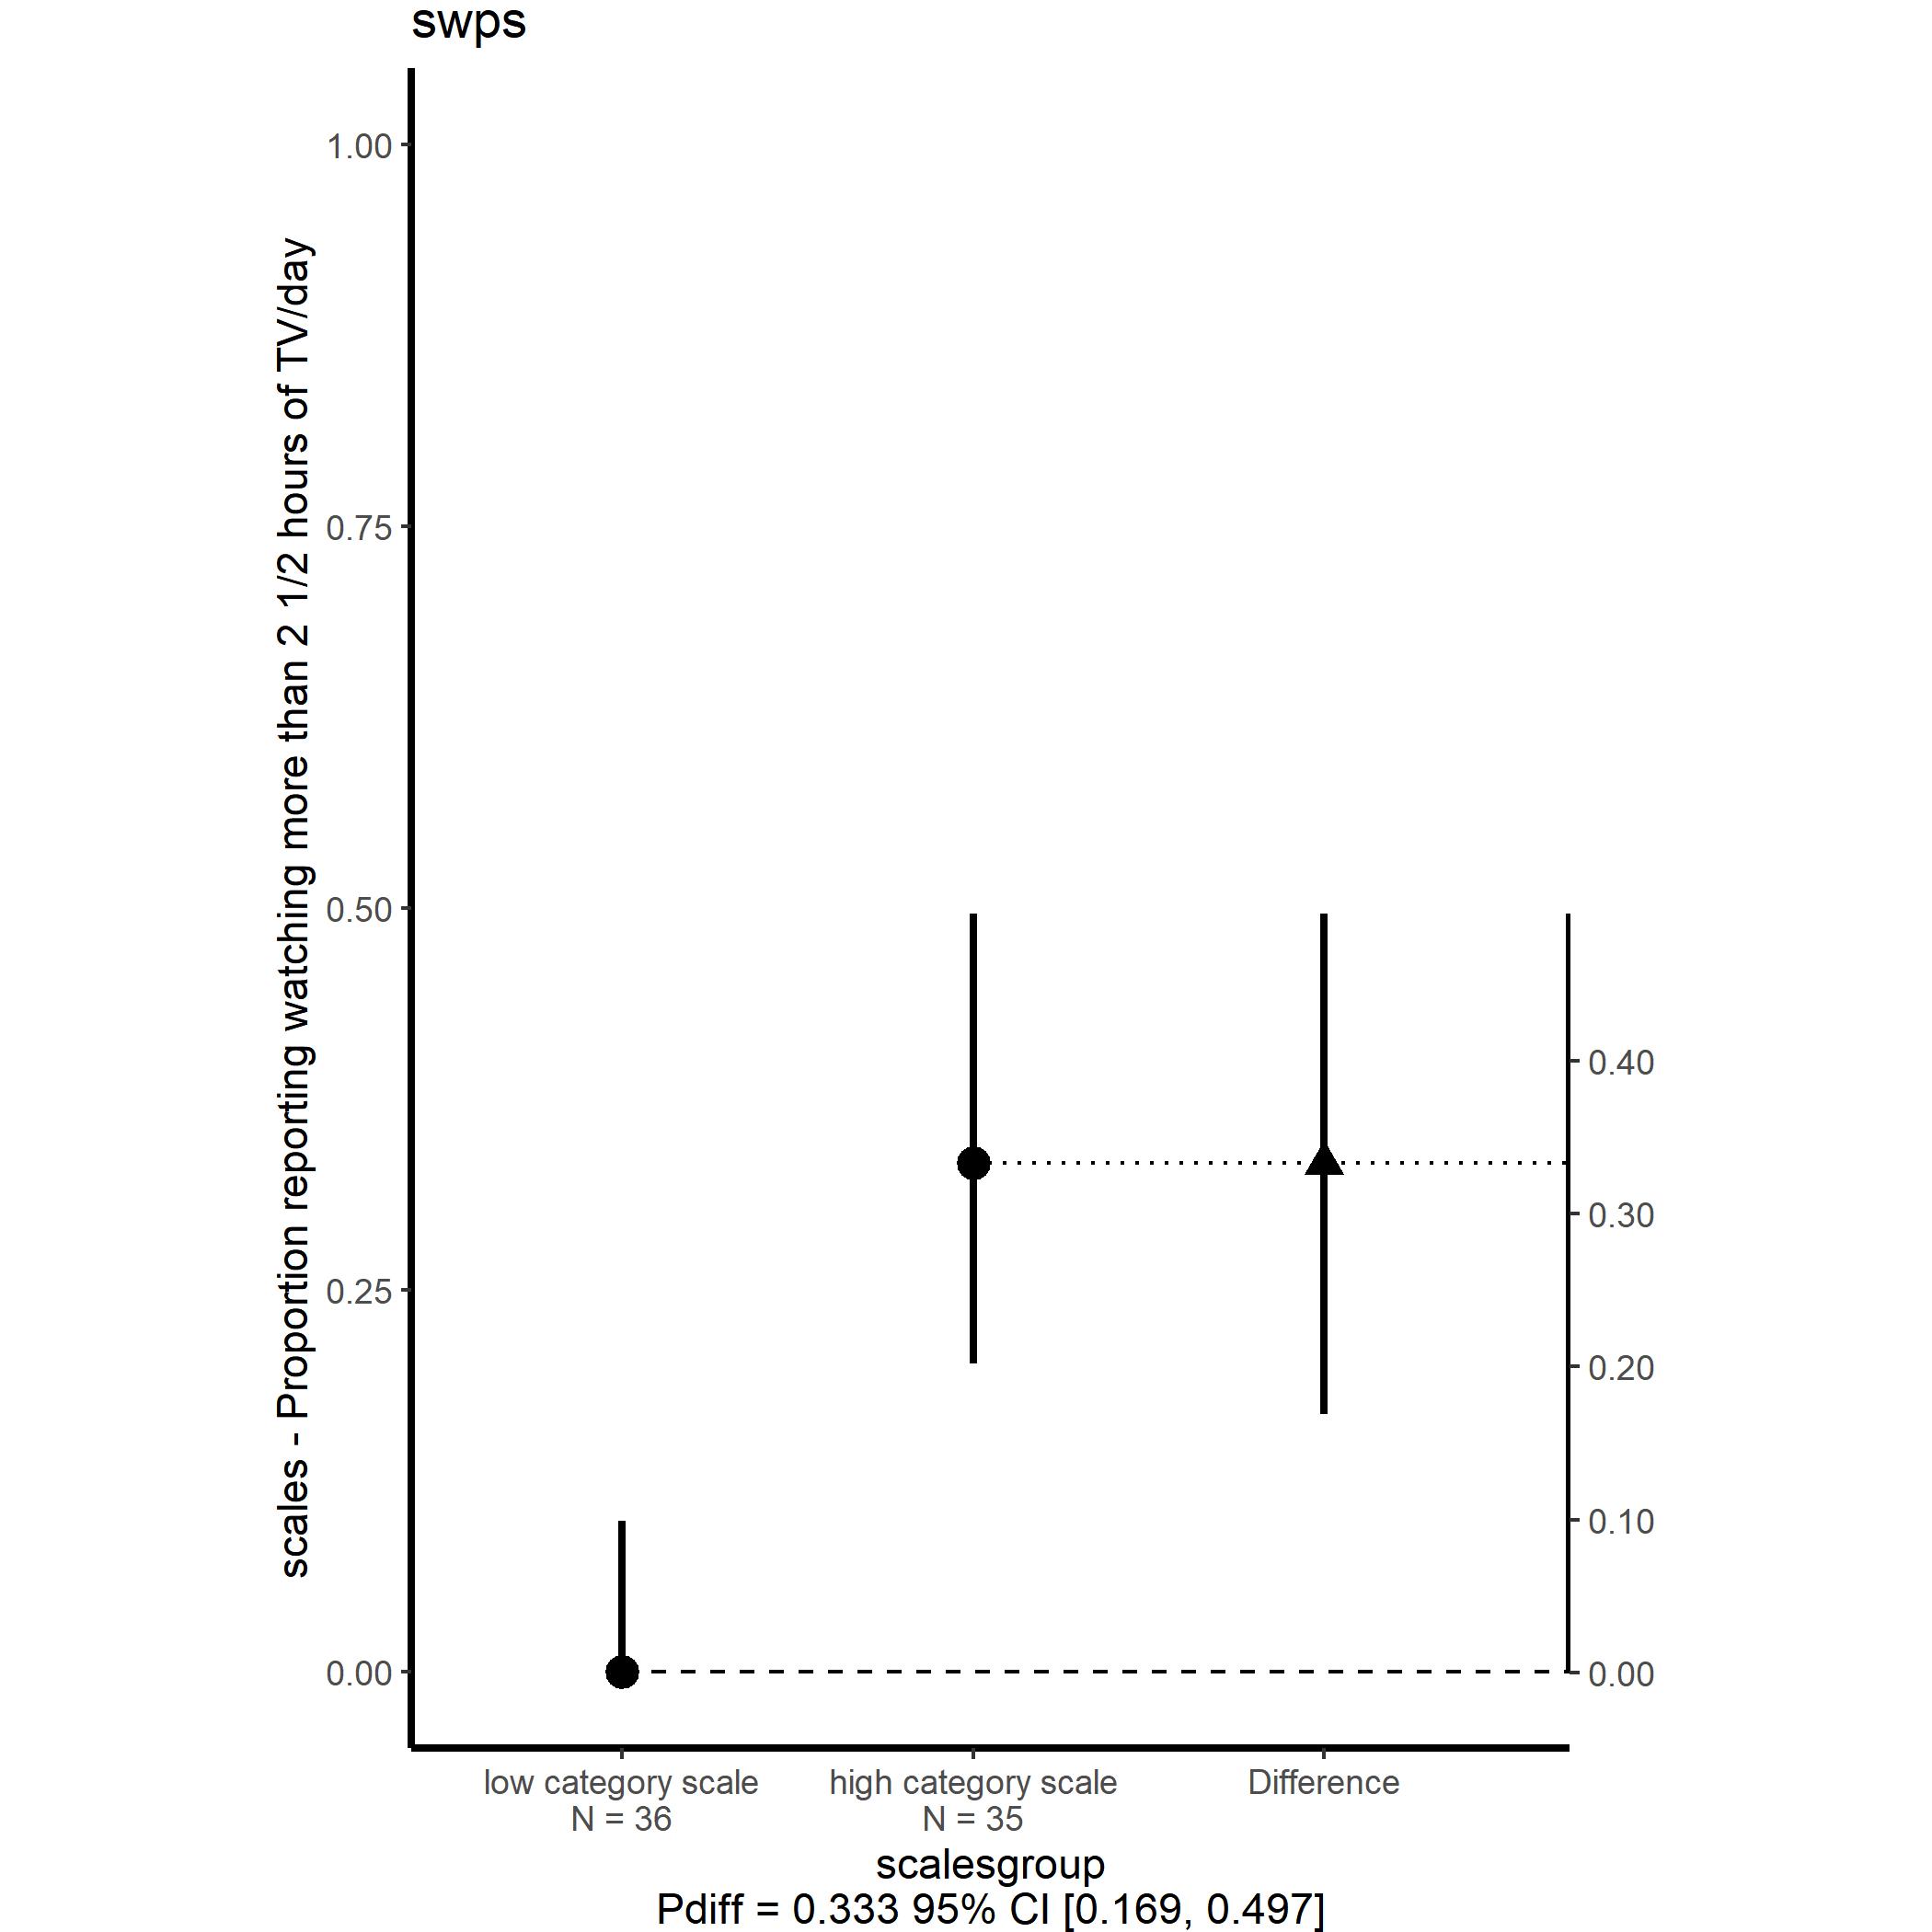 swps
scales - Proportion reporting watching more than 2 1/2 hours of TV/day
1.00
0.75
0.50
0.25
0.00
0.40
0.30
0.20
0.10
0.00
low category scale
N = 36
high category scale
N = 35
Difference
scalesgroup
Pdiff = 0.333 95% CI [0.169, 0.497]